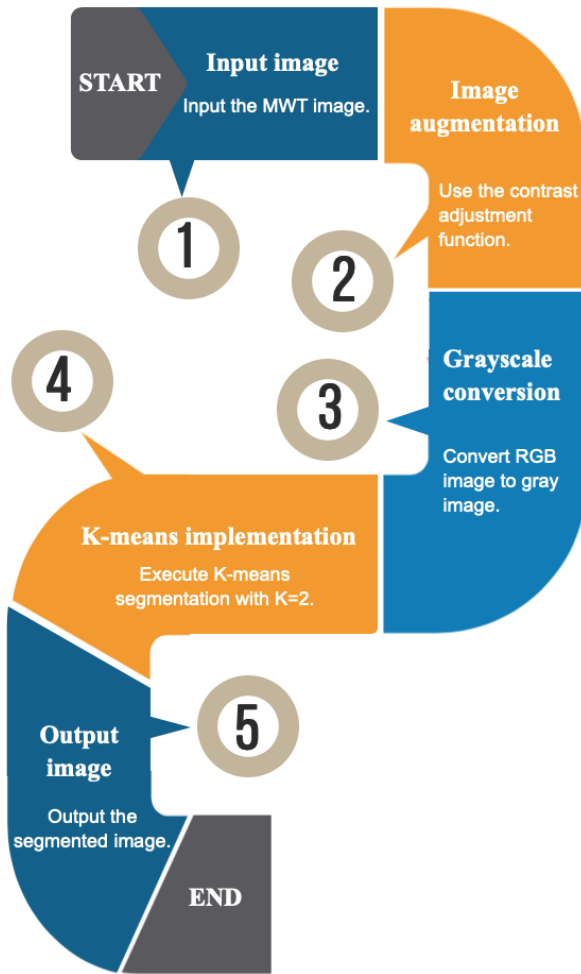 START
Input image
Input the MWT image.
1
Image
augmentation
Use the contrast
adjustment
function.
2
Grayscale
conversion
Convert RGB
image to gray
image.
3
4
K-means implementation
Execute K-means
segmentation with K=2.
5
Output
image
Output the
segmented image.
END